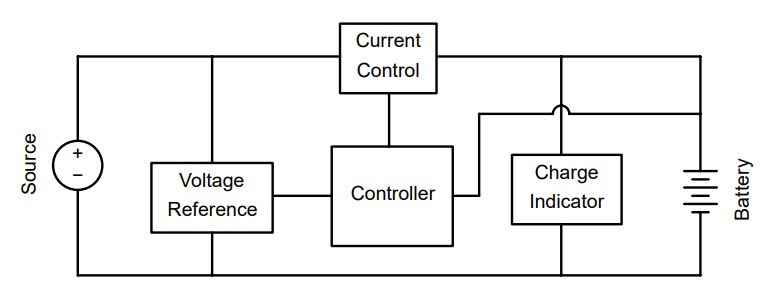 Current
Control
Source
+
−
Voltage
Reference
Controller
Charge
Indicator
Battery